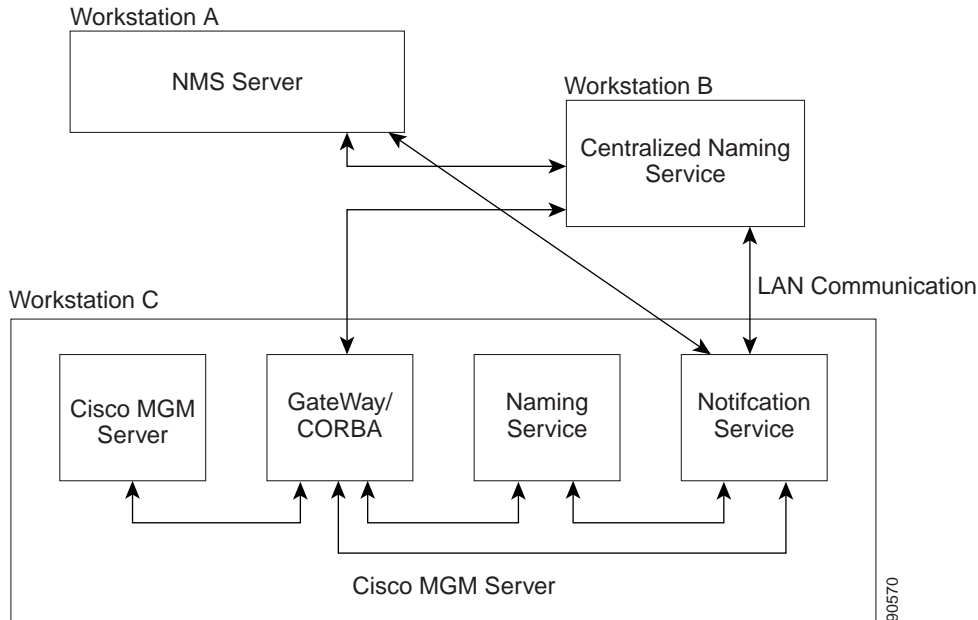 Workstation A
NMS Server
Workstation B
Centralized Naming
Service
LAN Communication
Workstation C
Cisco MGM
Server
GateWay/
CORBA
Naming
Service
Notifcation
Service
Cisco MGM Server
90570